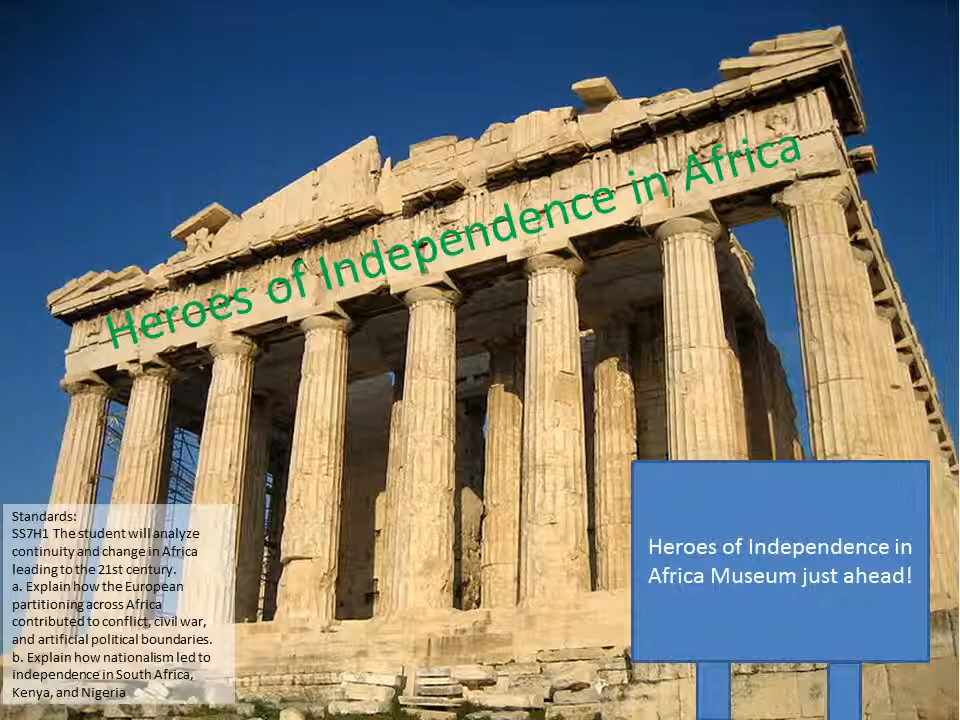 Heroes of Independence in Africa
Standards:
SS7H1 The student will analyze
continuity and change in Africa
leading to the 21st century.
a. Explain how the European
partitioning across Africa
contributed to conflict, civil war,
and artificial political boundaries.
b. Explain how nationalism led to
independence in South Africa,
Kenya, and Nigeria
Heroes of Independence in
Africa Museum just ahead!